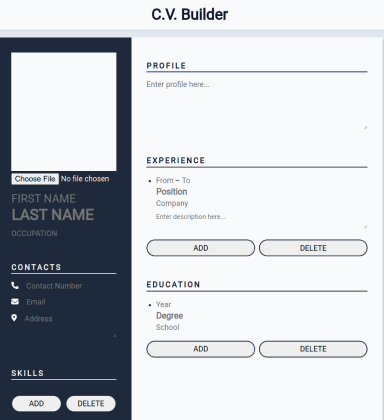 C.V. Builder
Choose File No file chosen
FIRST NAME
LAST NAME
OCCUPATION
CONTACTS
Contact Number
Email
Address
SKILLS
ADD DELETE
PROFILE
Enter profile here...
EXPERIENCE
From – To
Position
Company
Enter description here...
ADD DELETE
EDUCATION
Year
Degree
School
ADD DELETE